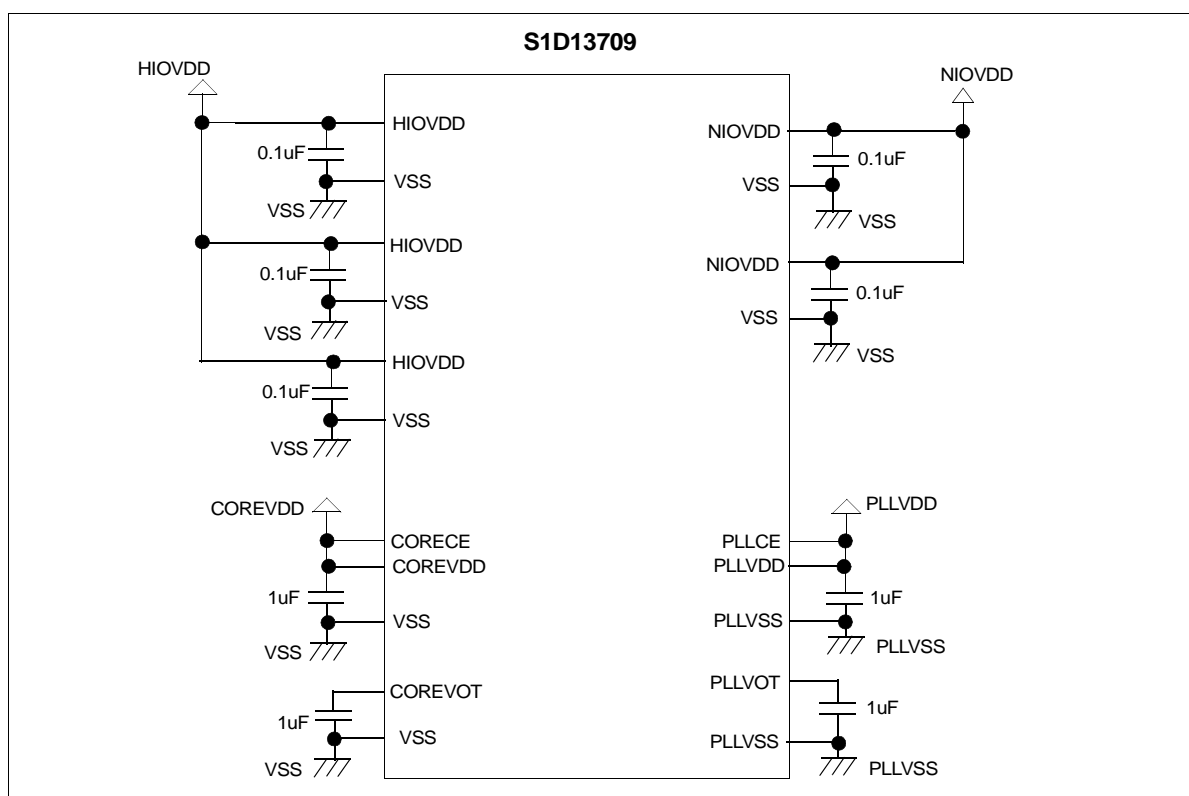 S1D13709
HIOVDD
NIOVDD
HIOVDD
NIOVDD
0.1uF
0.1uF
VSS
VSS
VSS
VSS
HIOVDD
NIOVDD
0.1uF
0.1uF
VSS
VSS
VSS
VSS
HIOVDD
0.1uF
VSS
VSS
COREVDD
PLLVDD
CORECE
PLLCE
COREVDD
PLLVDD
1uF
1uF
VSS
PLLVSS
VSS
PLLVSS
COREVOT
PLLVOT
1uF
1uF
VSS
PLLVSS
VSS
PLLVSS